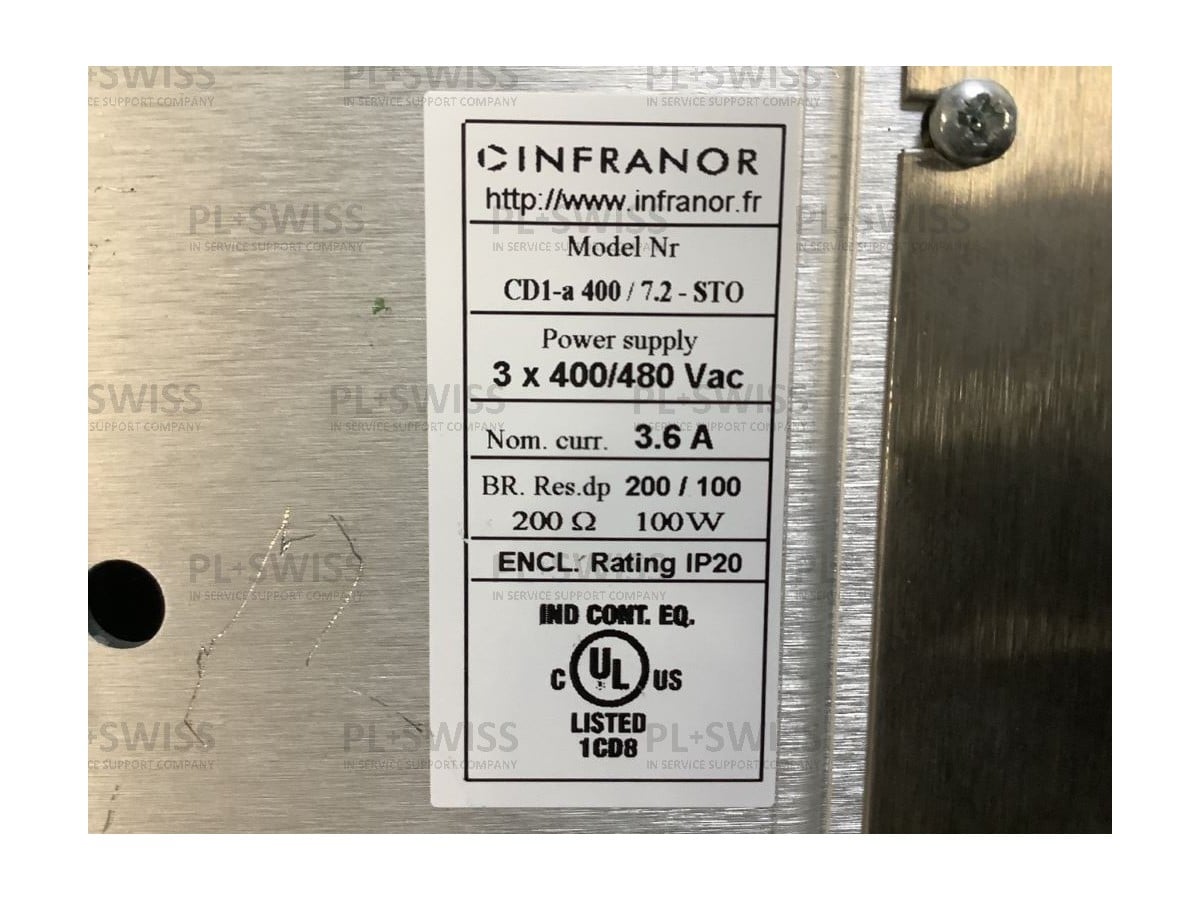 INFRANOR
http://www.infranor.fr
Model Nr
CD1-a 400 / 7.2 - STO
Power supply
3 x 400/480 Vac
Nom. curr. 3.6 A
BR. Res.dp 200 / 100
200 Ω 100W
ENCL. Rating IP20
IND CONT. EQ.
C UL US
LISTED
1CD8
PL+SWISS
IN SERVICE SUPPORT COMPANY